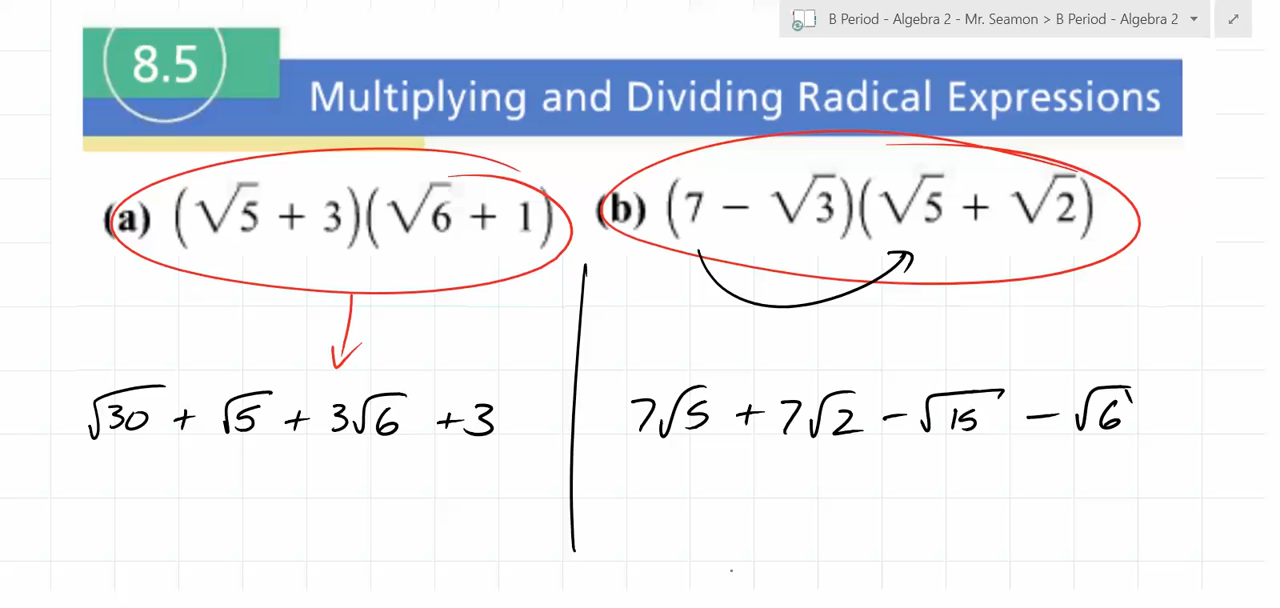 B Period - Algebra 2 - Mr. Seamon > B Period - Algebra 2
8.5
Multiplying and Dividing Radical Expressions
(a) (√5 + 3)(√6 + 1)
(b) (7 − √3)(√5 + √2)
√30 + √5 + 3√6 + 3
7√5 + 7√2 − √15 − √6